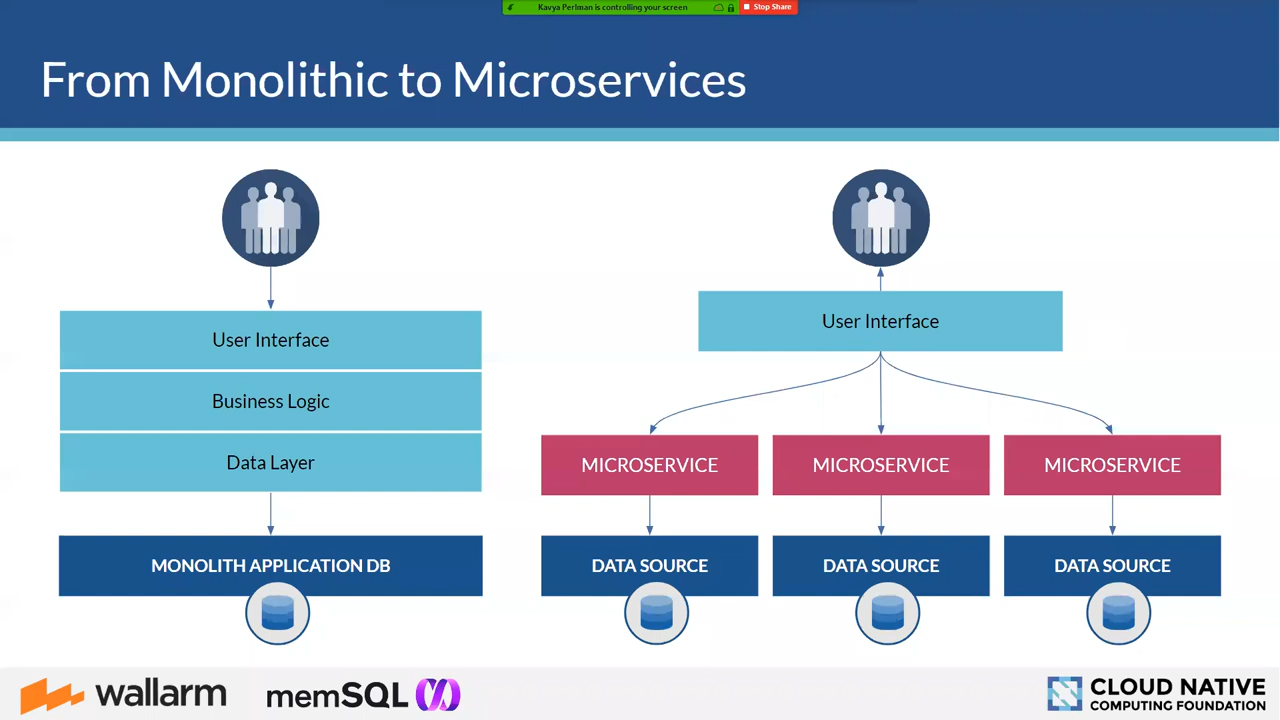 Kavya Perlman is controlling your screen
Stop Share
From Monolithic to Microservices
User Interface
Business Logic
Data Layer
MONOLITH APPLICATION DB
User Interface
MICROSERVICE
MICROSERVICE
MICROSERVICE
DATA SOURCE
DATA SOURCE
DATA SOURCE
wallarm
memSQL
CLOUD NATIVE
COMPUTING FOUNDATION